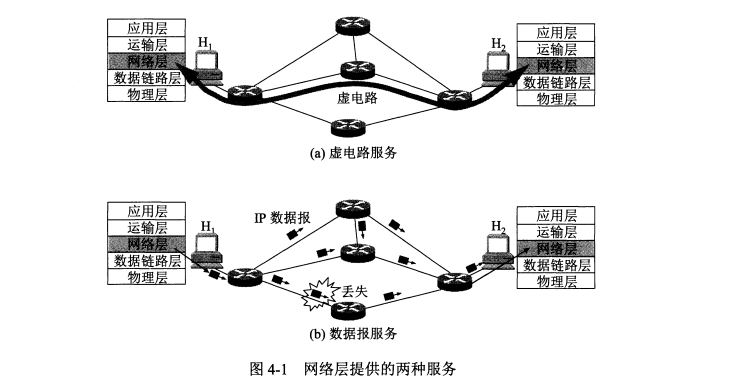 应用层
运输层
网络层
数据链路层
物理层
H1
虚电路
H2
应用层
运输层
网络层
数据链路层
物理层
(a) 虚电路服务
应用层
运输层
网络层
数据链路层
物理层
H1
IP 数据报
丢失
H2
应用层
运输层
网络层
数据链路层
物理层
(b) 数据报服务
图 4-1 网络层提供的两种服务